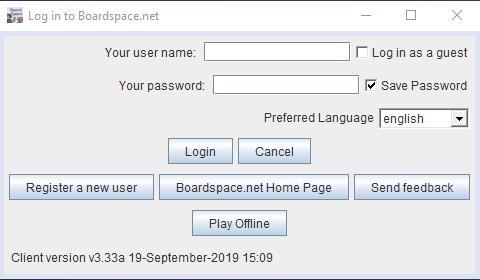 Log in to Boardspace.net
Your user name: Log in as a guest
Your password: Save Password
Preferred Language english
Login Cancel
Register a new user Boardspace.net Home Page Send feedback
Play Offline
Client version v3.33a 19-September-2019 15:09